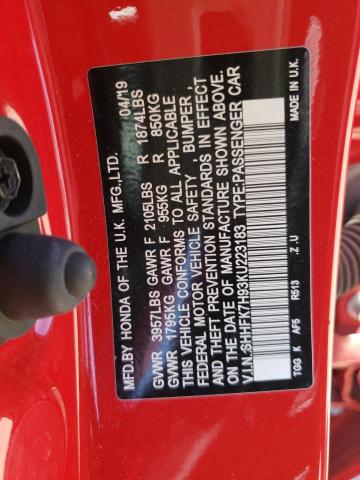 MFD.BY HONDA OF THE U.K. MFG.,LTD. 04/19
GVWR 3957LBS GAWR F 2105LBS R 1874LBS
GVWR 1795KG GAWR F 955KG R 850KG
THIS VEHICLE CONFORMS TO ALL APPLICABLE
FEDERAL MOTOR VEHICLE SAFETY , BUMPER ,
& THEFT PREVENTION STANDARDS IN EFFECT
ON THE DATE OF MANUFACTURE SHOWN ABOVE .
V.I.N.:SHHFK7H93KU223183 TYPE:PASSENGER CAR
TGG K AF5 R513 .Z .U MADE IN U.K.